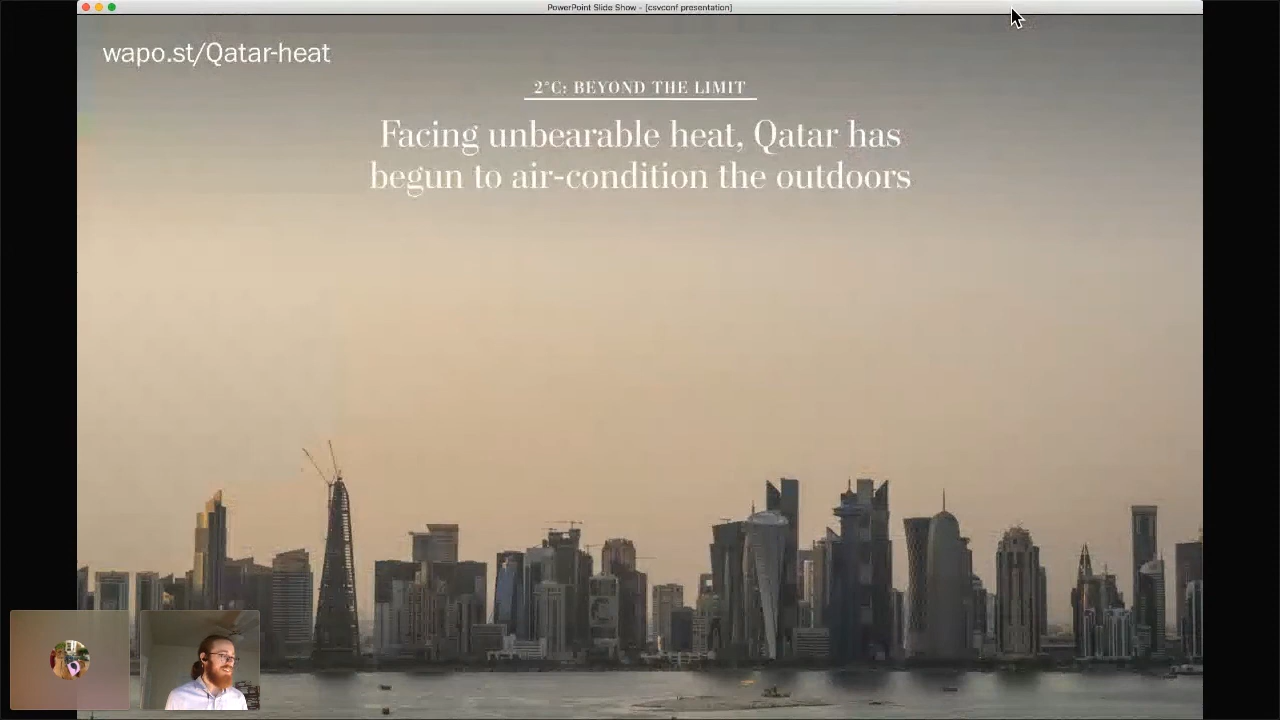 PowerPoint Slide Show - [csvconf presentation]
wapo.st/Qatar-heat
2°C: BEYOND THE LIMIT
Facing unbearable heat, Qatar has
begun to air-condition the outdoors